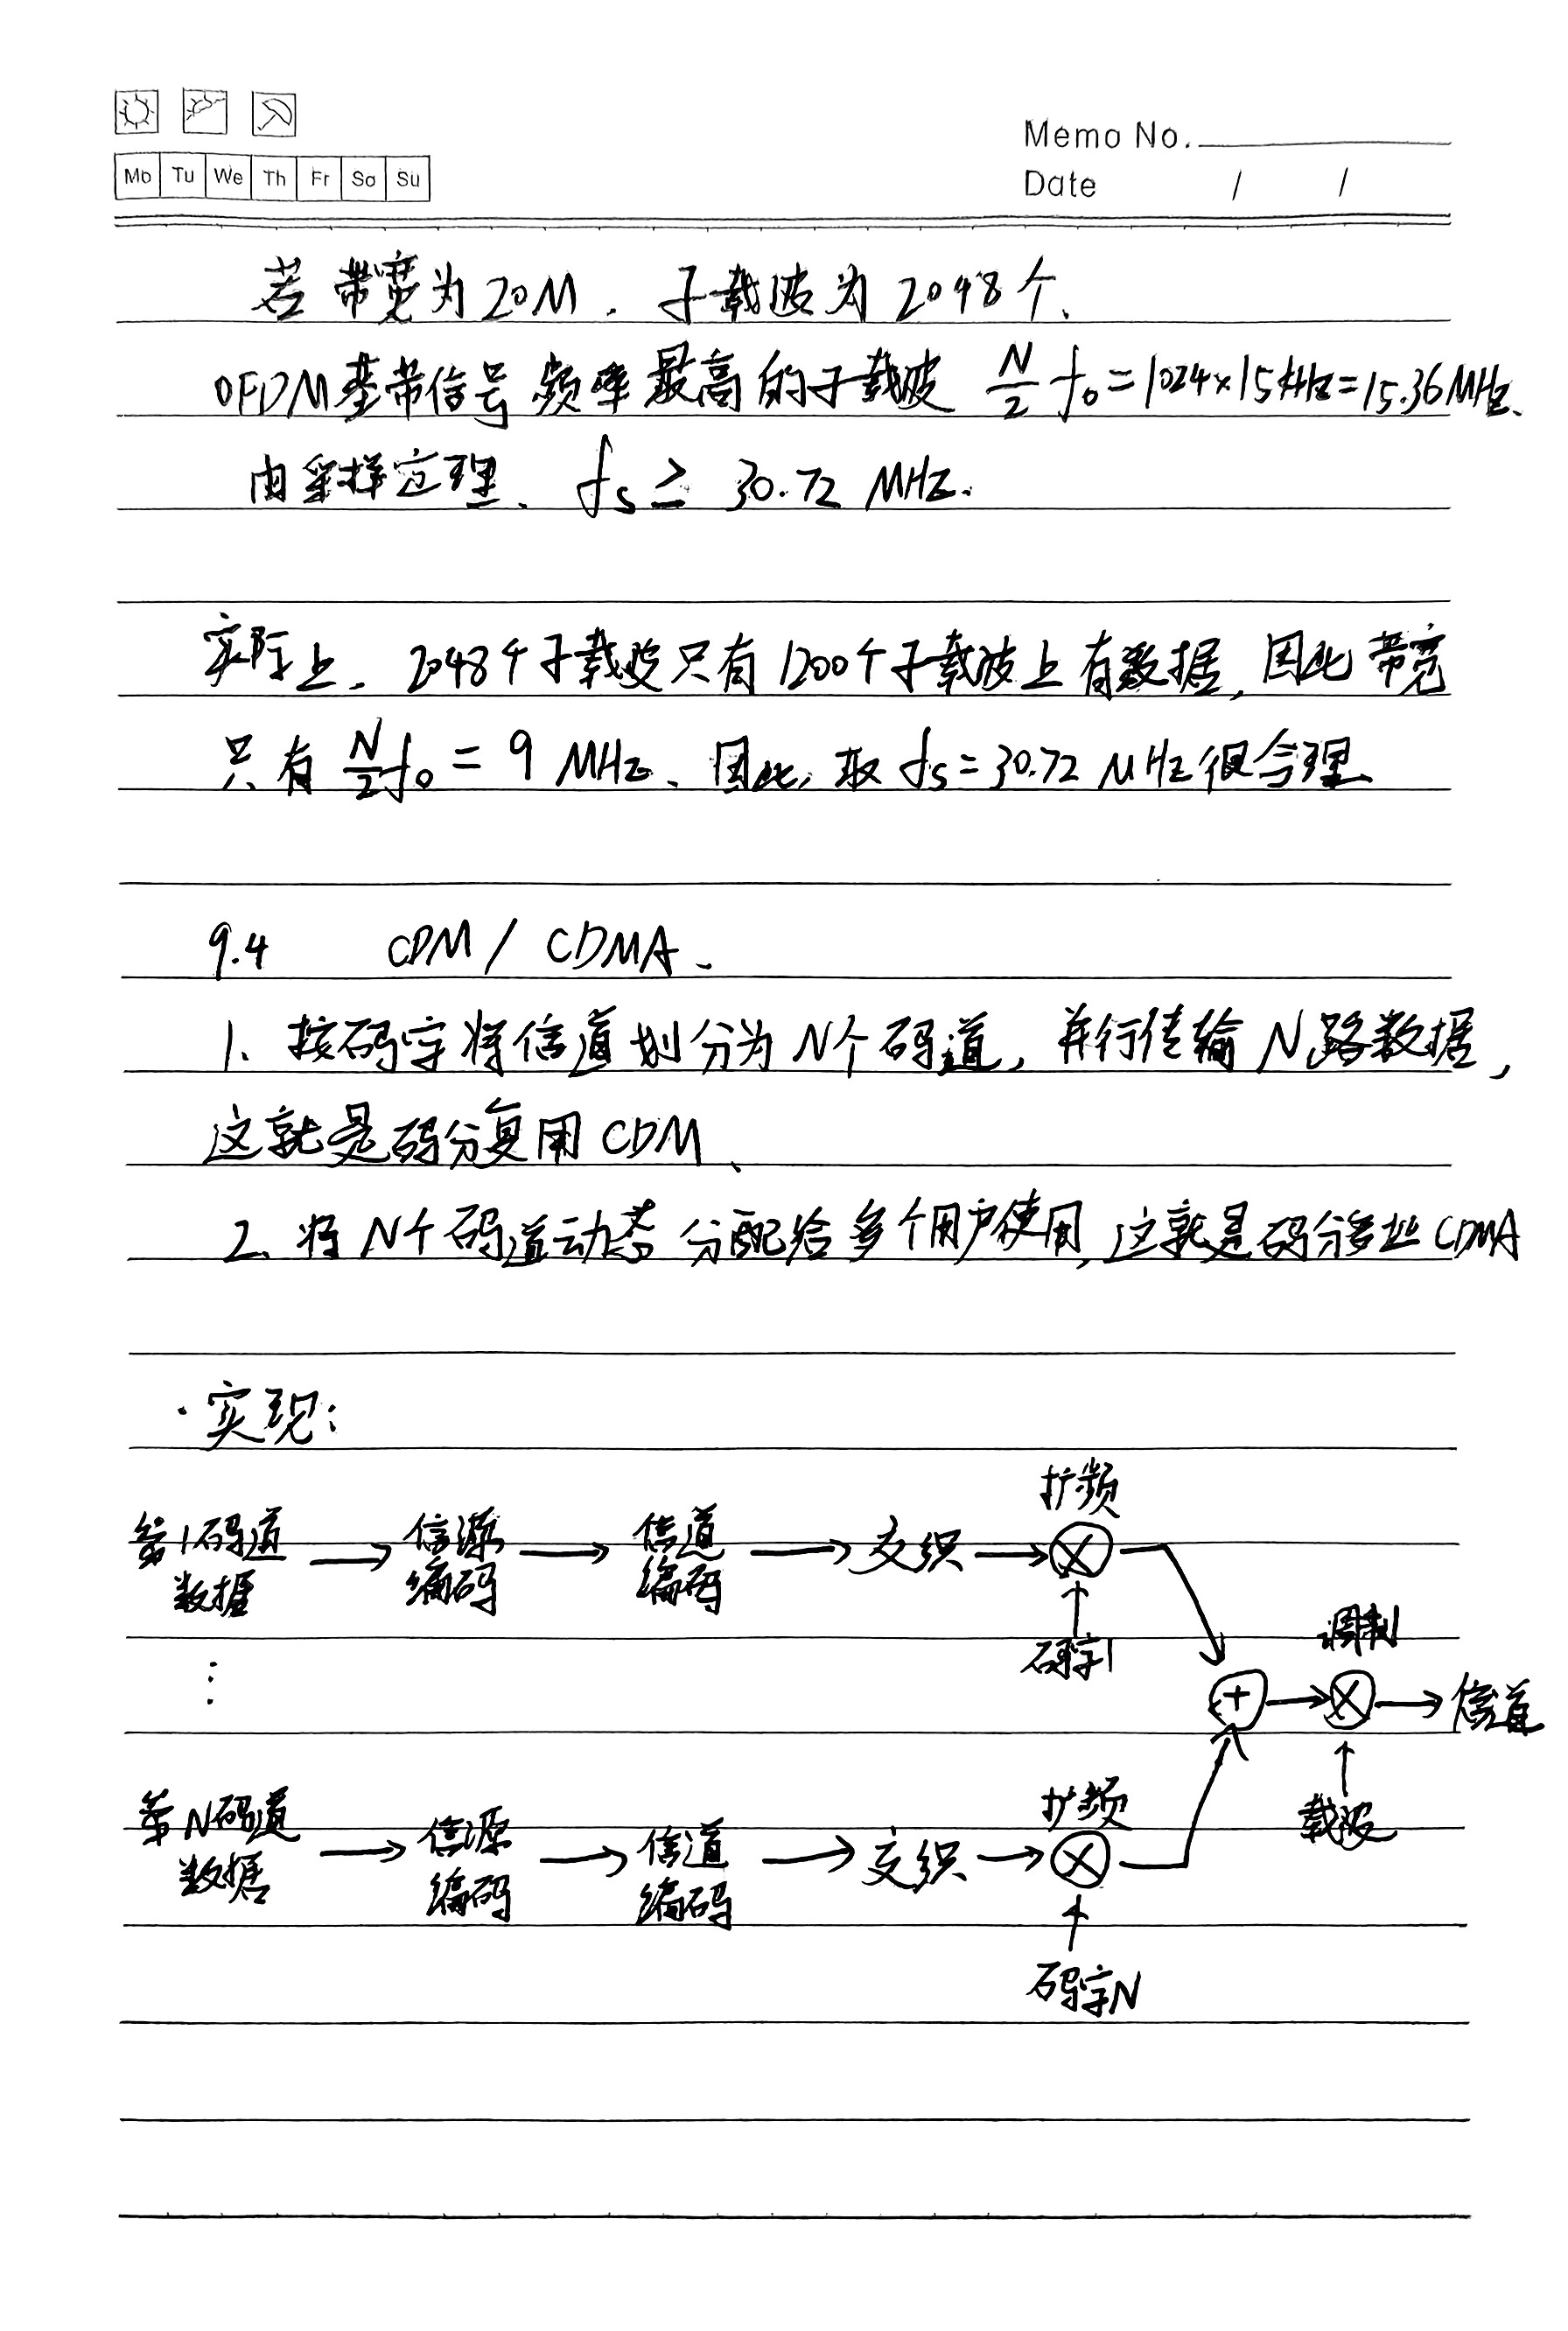 Mo Tu We Th Fr Sa Su
Memo No.
Date / /
若带宽为20M. 子载波为2048个、
OFDM基带信号频率最高的子载波 N/2 f₀=1024×15kHz=15.36MHz、
由采样定理、 fs ≥ 30.72 MHz.
实际上, 2048个子载波只有1200个子载波上有数据,因此带宽
只有 N/2 f₀ = 9 MHz、因此,取 fs=30.72 MHz很合理、
9.4 CDM / CDMA、
1、按码字将信道划分为N个码道,并行传输N路数据,
这就是码分复用CDM、
2、将N个码道动态分配给多个用户使用,这就是码分多址CDMA
·实现:
扩频
第1码道 → 信源 → 信道 → 交织 → ⊗
数据 编码 编码
码字1
调制
⋮
⊕ → ⊗ → 信道
载波
扩频
第N码道 → 信源 → 信道 → 交织 → ⊗
数据 编码 编码
码字N